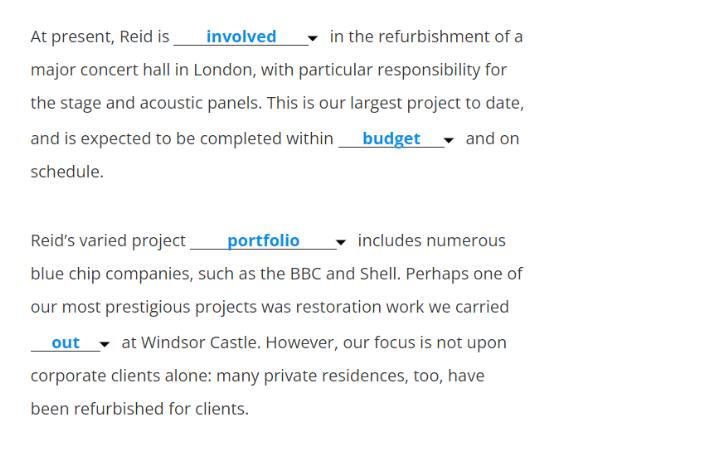 At present, Reid is involved in the refurbishment of a
major concert hall in London, with particular responsibility for
the stage and acoustic panels. This is our largest project to date,
and is expected to be completed within budget and on
schedule.
Reid’s varied project portfolio includes numerous
blue chip companies, such as the BBC and Shell. Perhaps one of
our most prestigious projects was restoration work we carried
out at Windsor Castle. However, our focus is not upon
corporate clients alone: many private residences, too, have
been refurbished for clients.